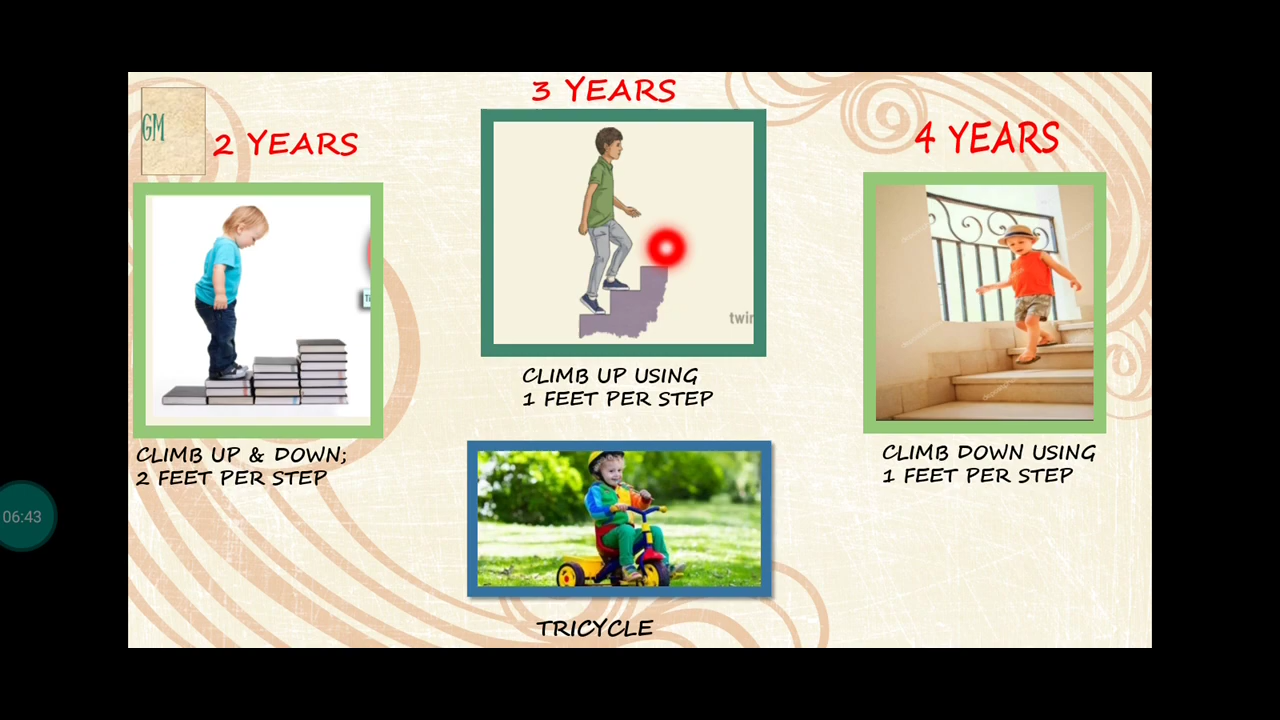 GM
2 YEARS
CLIMB UP & DOWN;
2 FEET PER STEP
3 YEARS
twin
CLIMB UP USING
1 FEET PER STEP
TRICYCLE
4 YEARS
CLIMB DOWN USING
1 FEET PER STEP
06:43